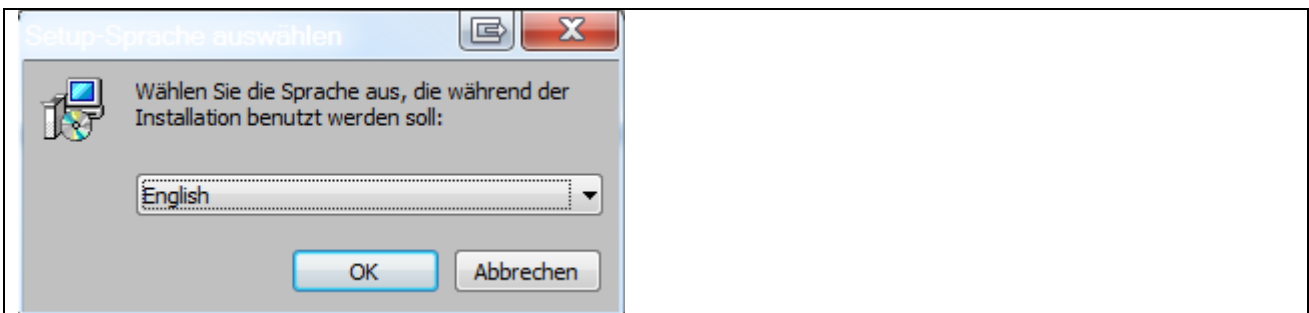 Setup-Sprache auswählen
Wählen Sie die Sprache aus, die während der
Installation benutzt werden soll:
English
OK Abbrechen